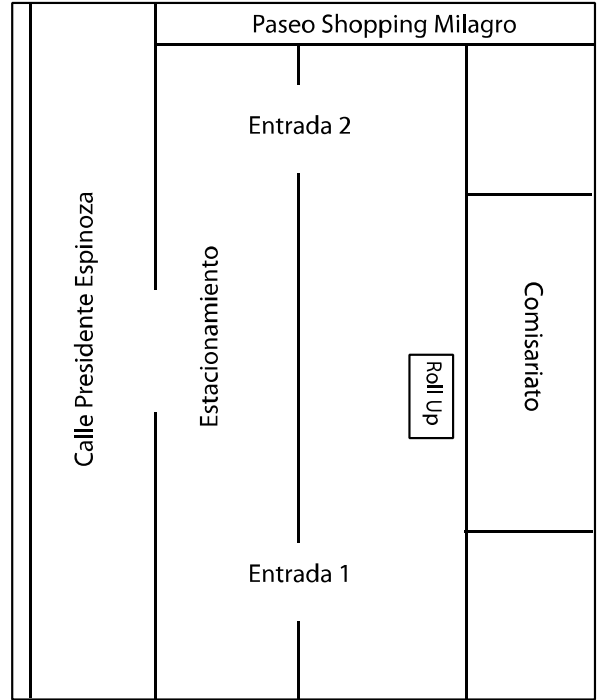 Paseo Shopping Milagro
Entrada 2
Calle Presidente Espinoza
Estacionamiento
Roll Up
Comisariato
Entrada 1